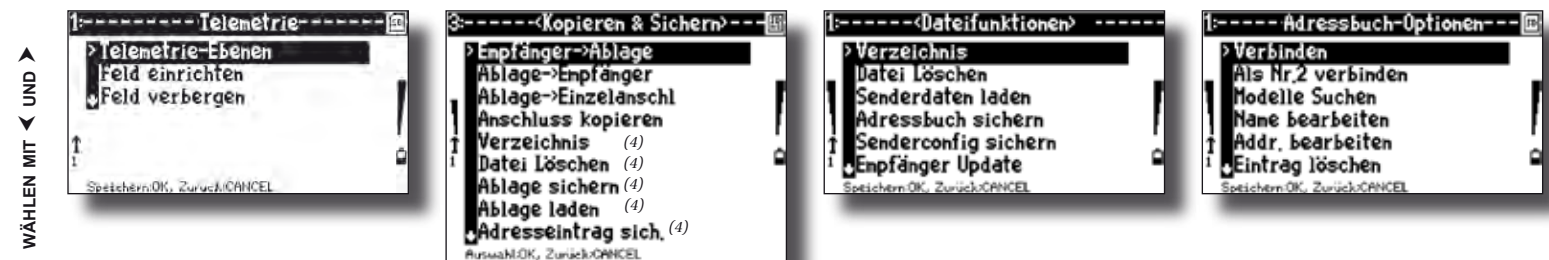 WÄHLEN MIT < UND >
1:---------Telemetrie-------
>Telemetrie-Ebenen
Feld einrichten
Feld verbergen
1
Speichern:OK, Zurück:CANCEL
3:------<Kopieren & Sichern>---
>Empfänger->Ablage
Ablage->Empfänger
Ablage->Einzelanschl
Anschluss kopieren
Verzeichnis (4)
Datei Löschen (4)
Ablage sichern (4)
Ablage laden (4)
Adresseintrag sich. (4)
1
Auswahl:OK, Zurück:CANCEL
1:------<Dateifunktionen> ------
>Verzeichnis
Datei Löschen
Senderdaten laden
Adressbuch sichern
Senderconfig sichern
Empfänger Update
1
Speichern:OK, Zurück:CANCEL
1:----- Adressbuch-Optionen---
>Verbinden
Als Nr.2 verbinden
Modelle Suchen
Name bearbeiten
Addr. bearbeiten
Eintrag löschen
1
Speichern:OK, Zurück:CANCEL